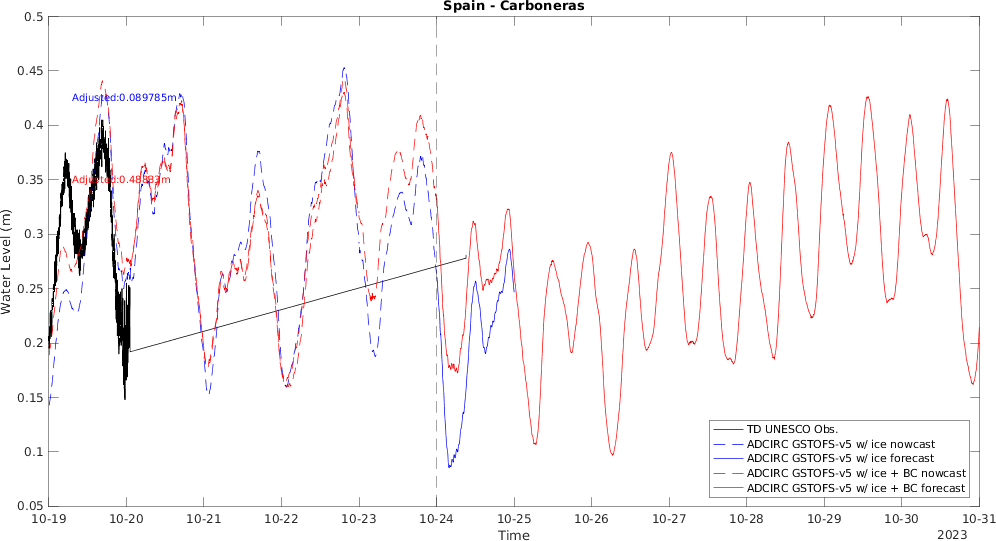 Spain - Carboneras
0.5
0.45
0.4
0.35
0.3
0.25
0.2
0.15
0.1
0.05
Water Level (m)
Adjusted:0.089785m
TD UNESCO Obs.
ADCIRC GSTOFS-v5 w/ ice nowcast
ADCIRC GSTOFS-v5 w/ ice forecast
ADCIRC GSTOFS-v5 w/ ice + BC nowcast
ADCIRC GSTOFS-v5 w/ ice + BC forecast
10-19 10-20 10-21 10-22 10-23 10-24 10-25 10-26 10-27 10-28 10-29 10-30 10-31
Time
2023